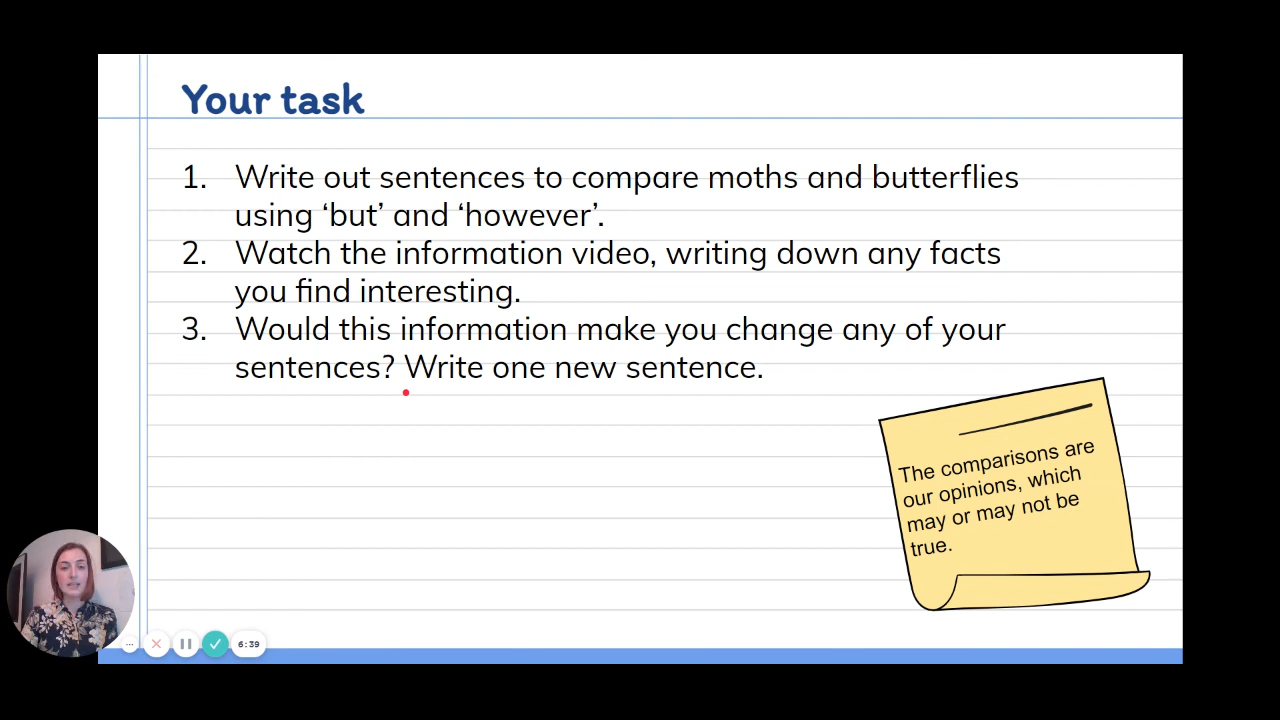 Your task
1. Write out sentences to compare moths and butterflies
using ‘but’ and ‘however’.
2. Watch the information video, writing down any facts
you find interesting.
3. Would this information make you change any of your
sentences? Write one new sentence.
The comparisons are
our opinions, which
may or may not be
true.
6:39